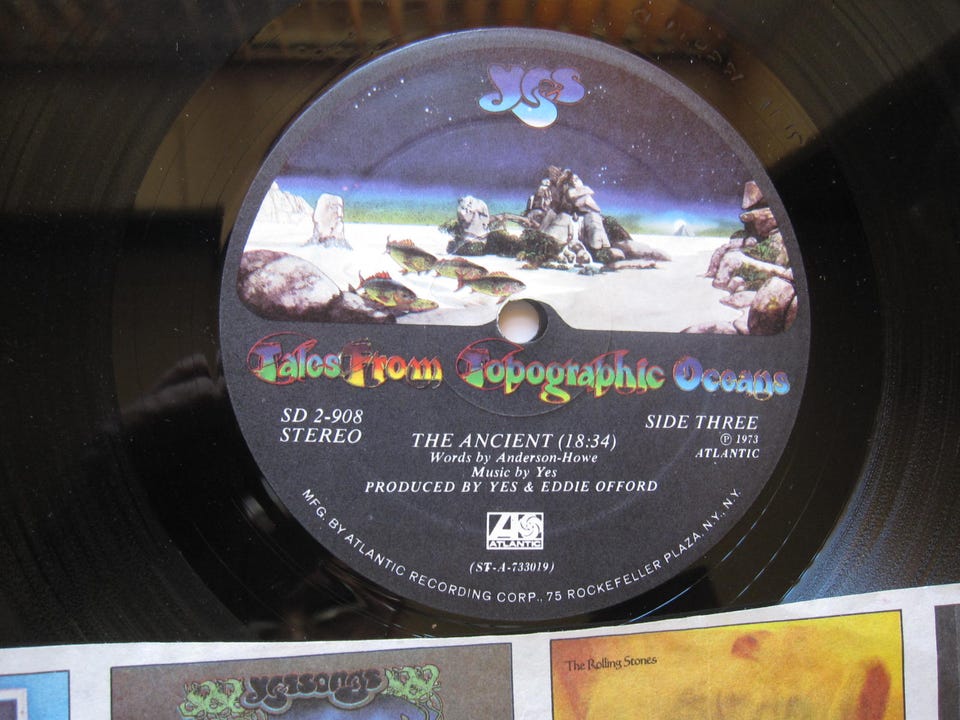 yes
Tales From Topographic Oceans
SD 2-908
STEREO
SIDE THREE
℗ 1973
ATLANTIC
THE ANCIENT (18:34)
Words by Anderson-Howe
Music by Yes
PRODUCED BY YES & EDDIE OFFORD
ATLANTIC
(ST-A-733019)
MFG. BY ATLANTIC RECORDING CORP., 75 ROCKEFELLER PLAZA, N.Y., N.Y.
yessongs
The Rolling Stones